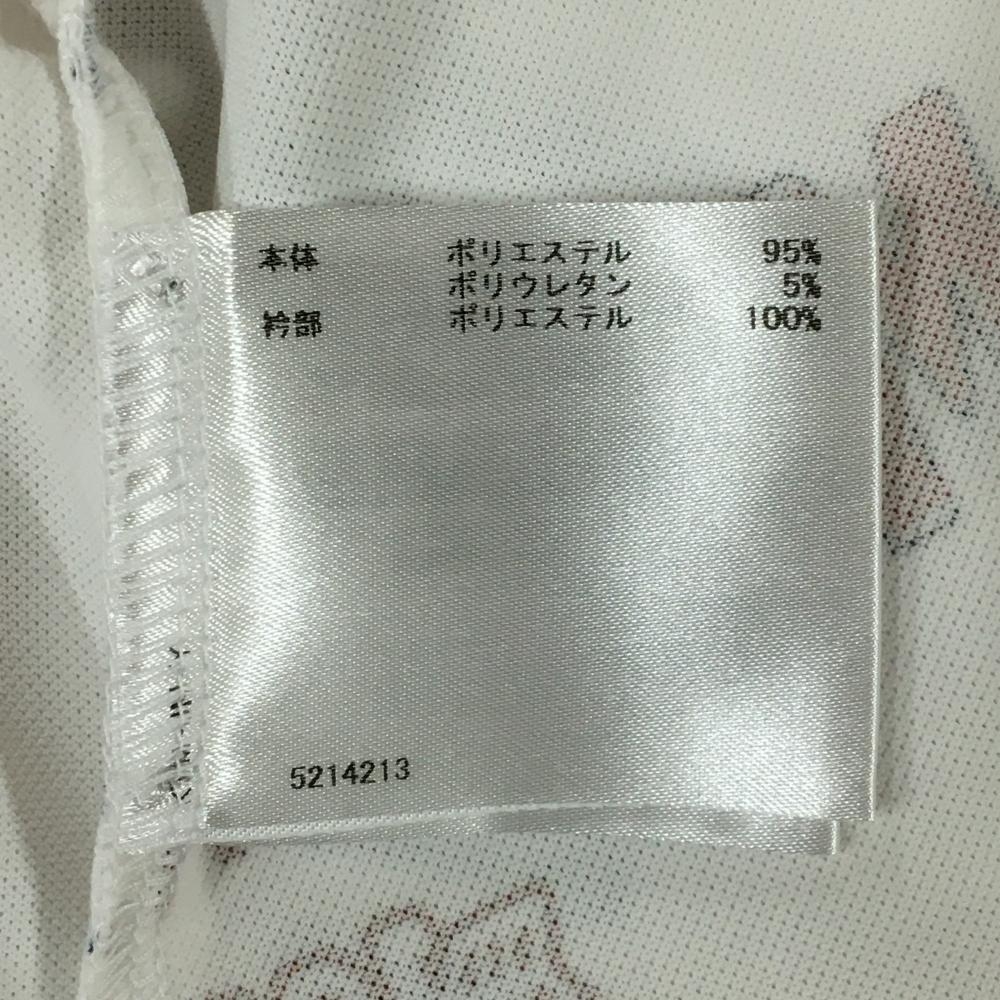 本体 ポリエステル 95%
ポリウレタン 5%
衿部 ポリエステル 100%
5214213